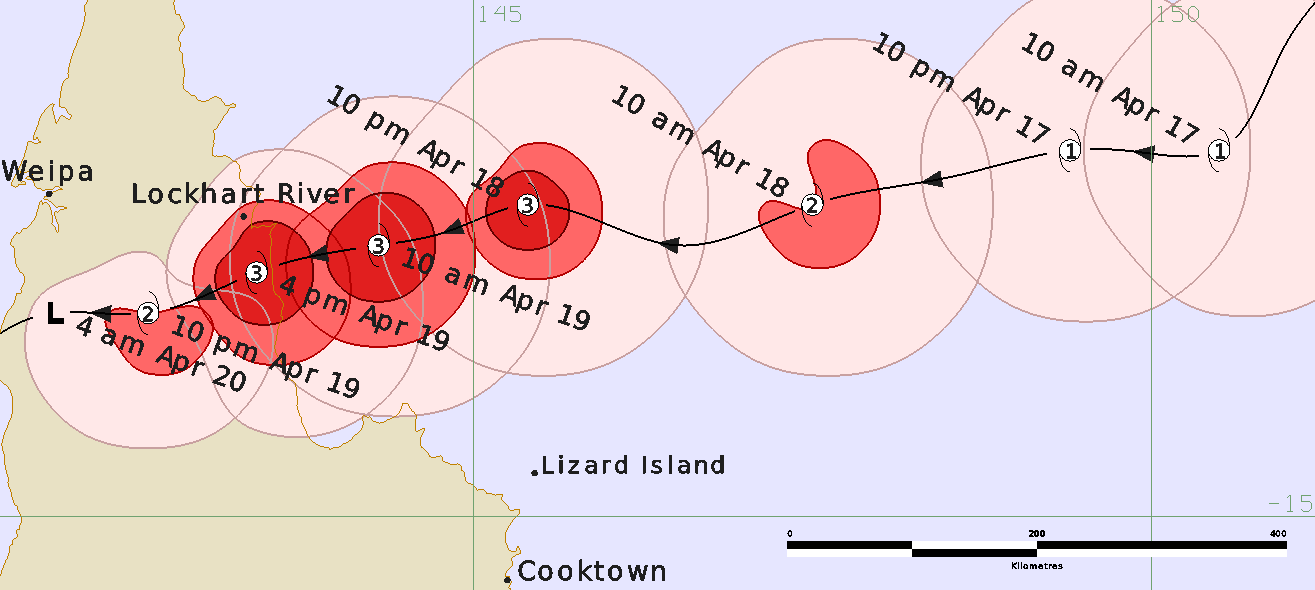 145
150
10 am Apr 17
10 pm Apr 17
10 pm Apr 18
10 am Apr 18
1
1
Weipa
Lockhart River
3
2
3
10 am Apr 19
3
4 pm Apr 19
L
2
10 pm Apr 19
4 am Apr 20
Lizard Island
-15
0
200
400
Kilometres
Cooktown